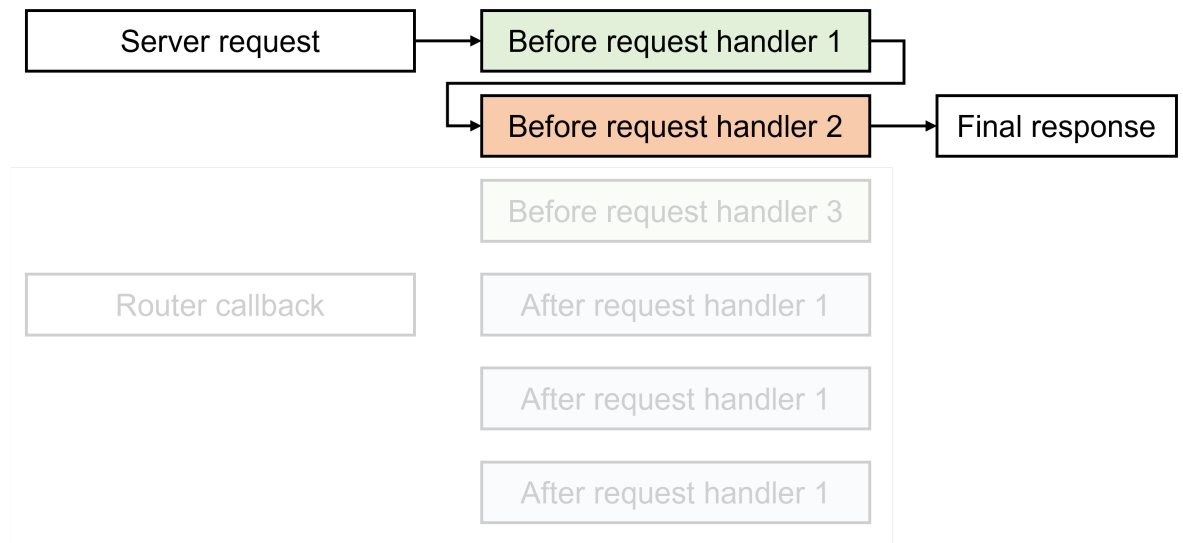 Server request
Before request handler 1
Before request handler 2
Final response
Before request handler 3
Router callback
After request handler 1
After request handler 1
After request handler 1